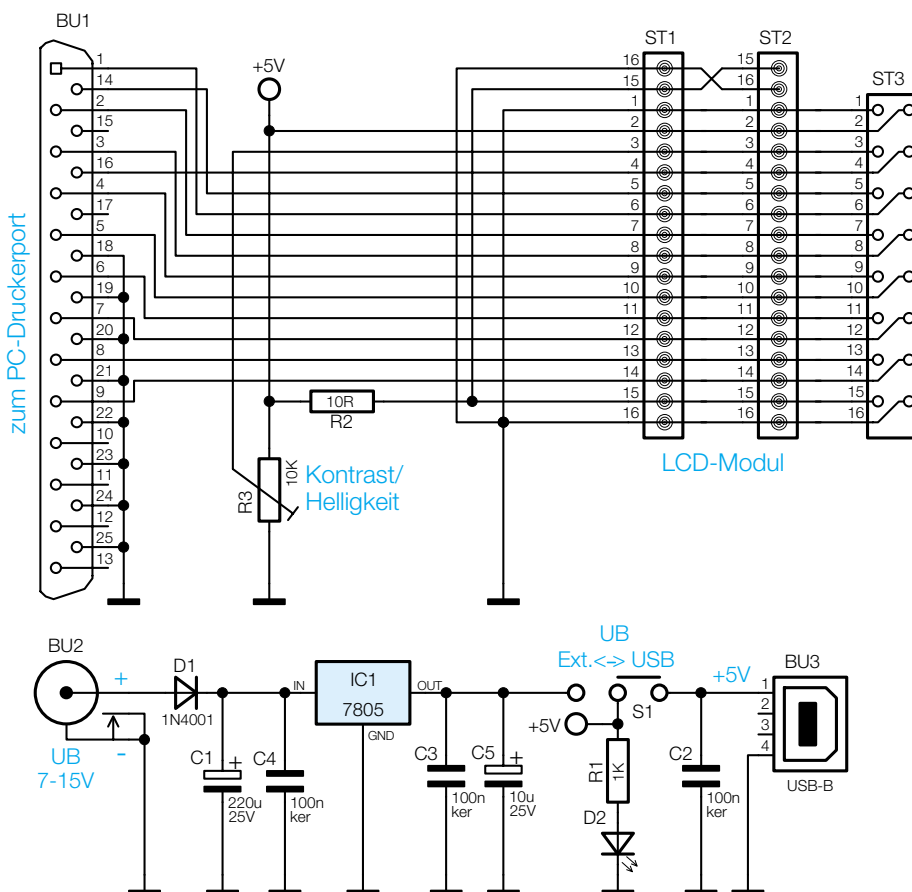 BU1
zum PC-Druckerport
1
14
2
15
3
16
4
17
5
18
6
19
7
20
8
21
9
22
10
23
11
24
12
25
13
+5V
10R
R2
R3
10K
Kontrast/
Helligkeit
ST1
16
15
1
2
3
4
5
6
7
8
9
10
11
12
13
14
15
16
ST2
15
16
1
2
3
4
5
6
7
8
9
10
11
12
13
14
15
16
ST3
1
2
3
4
5
6
7
8
9
10
11
12
13
14
15
16
LCD-Modul
BU2
+
-
UB
7-15V
D1
1N4001
C1
+
220u
25V
C4
100n
ker
IN
IC1
7805
OUT
GND
C3
100n
ker
C5
+
10u
25V
UB
Ext.<-> USB
S1
+5V
R1
1K
D2
+5V
C2
100n
ker
BU3
1
2
3
4
USB-B